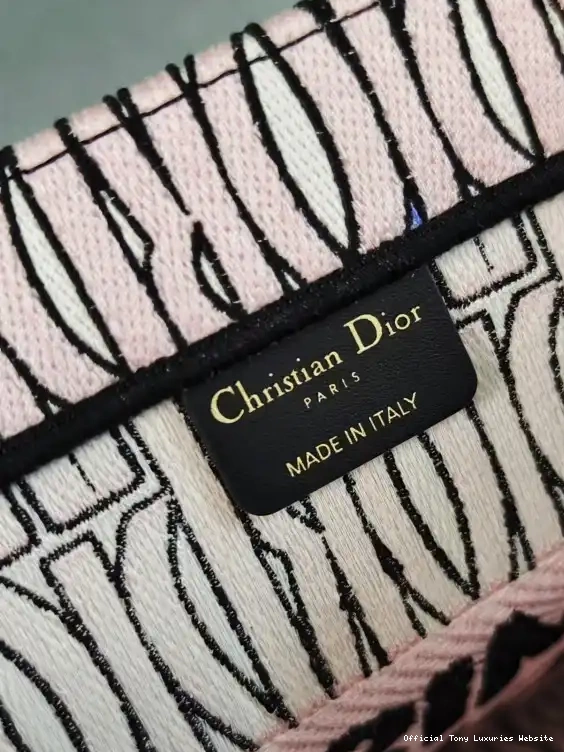 Christian Dior
PARIS
MADE IN ITALY
Official Tony Luxuries Website